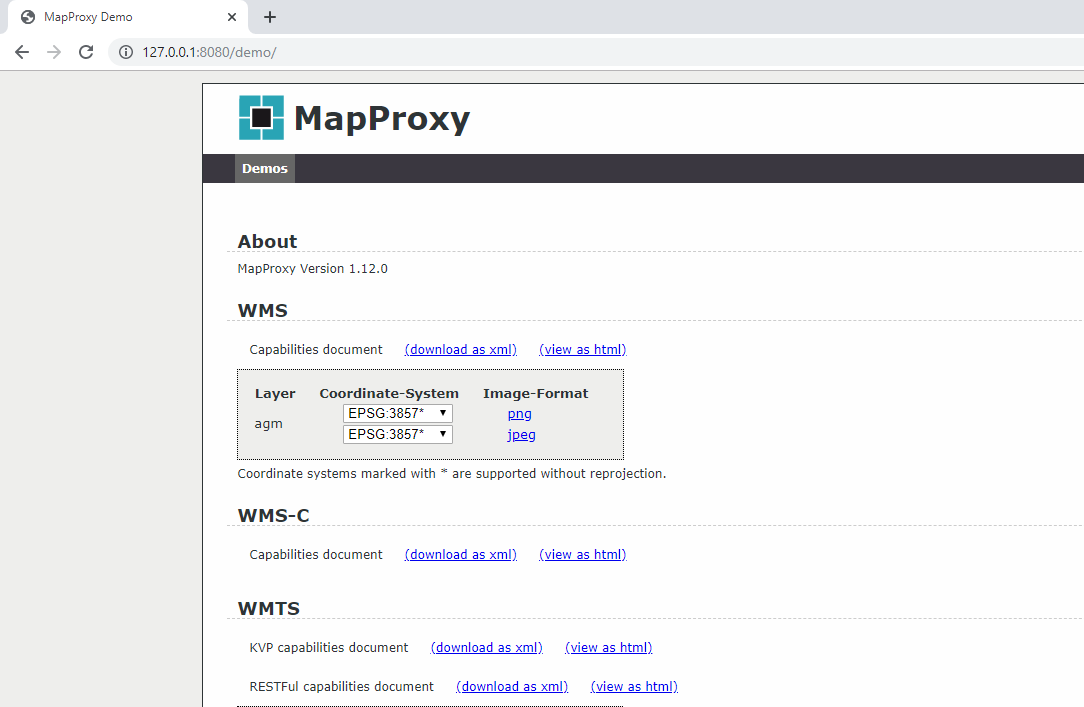 MapProxy Demo
127.0.0.1:8080/demo/
MapProxy
Demos
About
MapProxy Version 1.12.0
WMS
Capabilities document (download as xml) (view as html)
Layer Coordinate-System Image-Format
EPSG:3857* png
agm
EPSG:3857* jpeg
Coordinate systems marked with * are supported without reprojection.
WMS-C
Capabilities document (download as xml) (view as html)
WMTS
KVP capabilities document (download as xml) (view as html)
RESTFul capabilities document (download as xml) (view as html)